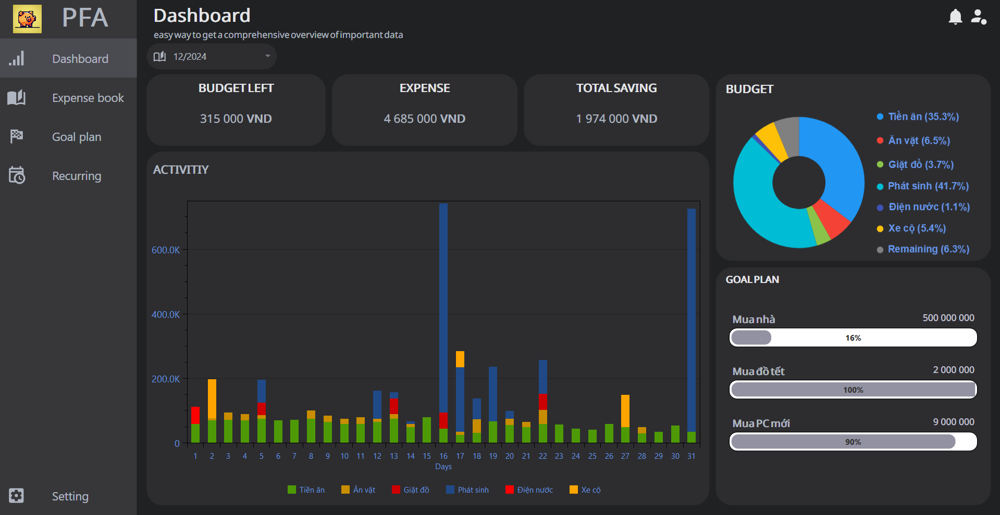 PFA
Dashboard
Expense book
Goal plan
Recurring
Setting
Dashboard
easy way to get a comprehensive overview of important data
12/2024
BUDGET LEFT
315 000 VND
EXPENSE
4 685 000 VND
TOTAL SAVING
1 974 000 VND
ACTIVITIY
600.0K
400.0K
200.0K
0
1 2 3 4 5 6 7 8 9 10 11 12 13 14 15 16 17 18 19 20 21 22 23 24 25 26 27 28 29 30 31
Days
Tiền ăn Ăn vặt Giặt đồ Phát sinh Điện nước Xe cộ
BUDGET
Tiền ăn (35.3%)
Ăn vặt (6.5%)
Giặt đồ (3.7%)
Phát sinh (41.7%)
Điện nước (1.1%)
Xe cộ (5.4%)
Remaining (6.3%)
GOAL PLAN
Mua nhà 500 000 000
16%
Mua đồ tết 2 000 000
100%
Mua PC mới 9 000 000
90%